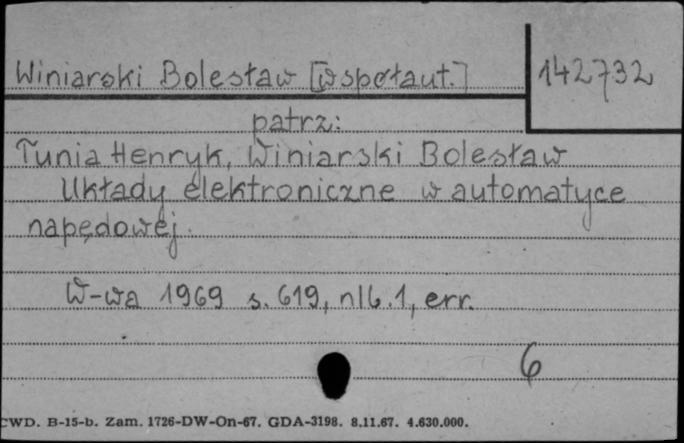 Winiarski Bolesław [współaut.]
142732
patrz:
Tunia Henryk, Winiarski Bolesław
Układy elektroniczne w automatyce
napędowej.
W-wa 1969 s. 619, nlb. 1, err.
6
CWD. B-15-b. Zam. 1726-DW-On-67. GDA-3198. 8.11.67. 4.630.000.